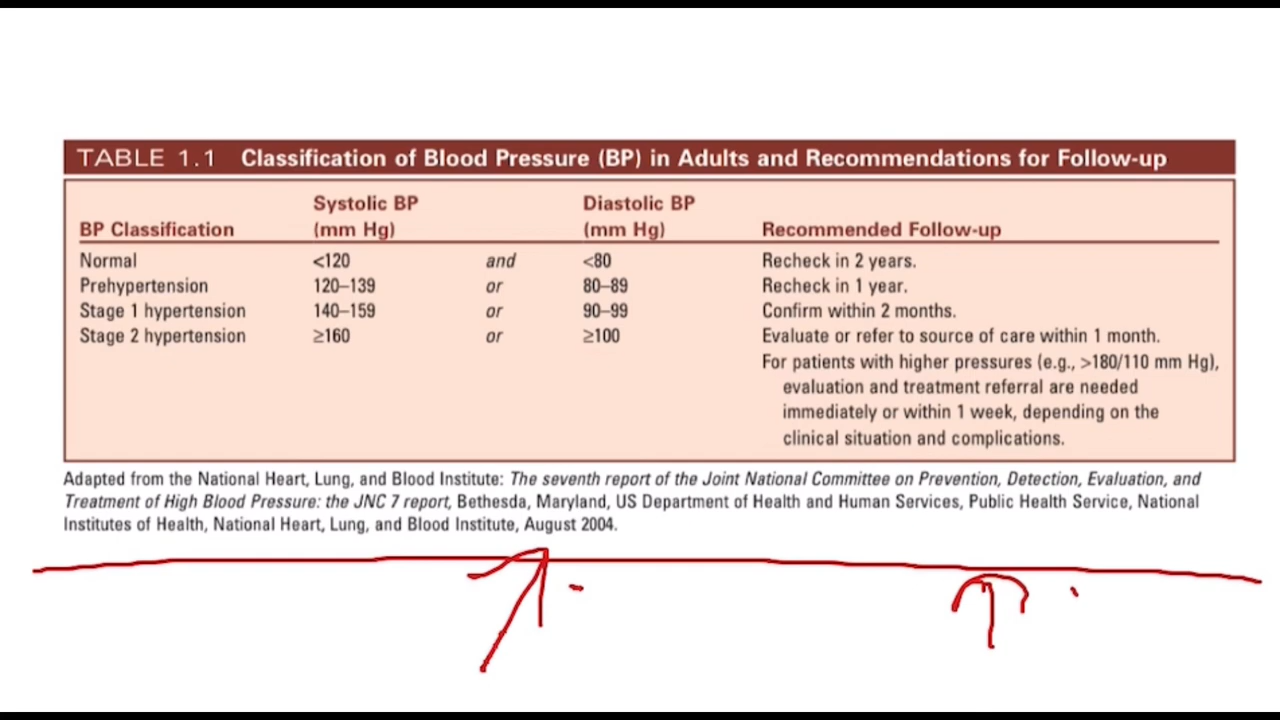 TABLE 1.1 Classification of Blood Pressure (BP) in Adults and Recommendations for Follow-up
Systolic BP Diastolic BP
BP Classification (mm Hg) (mm Hg) Recommended Follow-up
Normal <120 and <80 Recheck in 2 years.
Prehypertension 120–139 or 80–89 Recheck in 1 year.
Stage 1 hypertension 140–159 or 90–99 Confirm within 2 months.
Stage 2 hypertension ≥160 or ≥100 Evaluate or refer to source of care within 1 month.
For patients with higher pressures (e.g., >180/110 mm Hg),
evaluation and treatment referral are needed
immediately or within 1 week, depending on the
clinical situation and complications.
Adapted from the National Heart, Lung, and Blood Institute: The seventh report of the Joint National Committee on Prevention, Detection, Evaluation, and
Treatment of High Blood Pressure: the JNC 7 report, Bethesda, Maryland, US Department of Health and Human Services, Public Health Service, National
Institutes of Health, National Heart, Lung, and Blood Institute, August 2004.